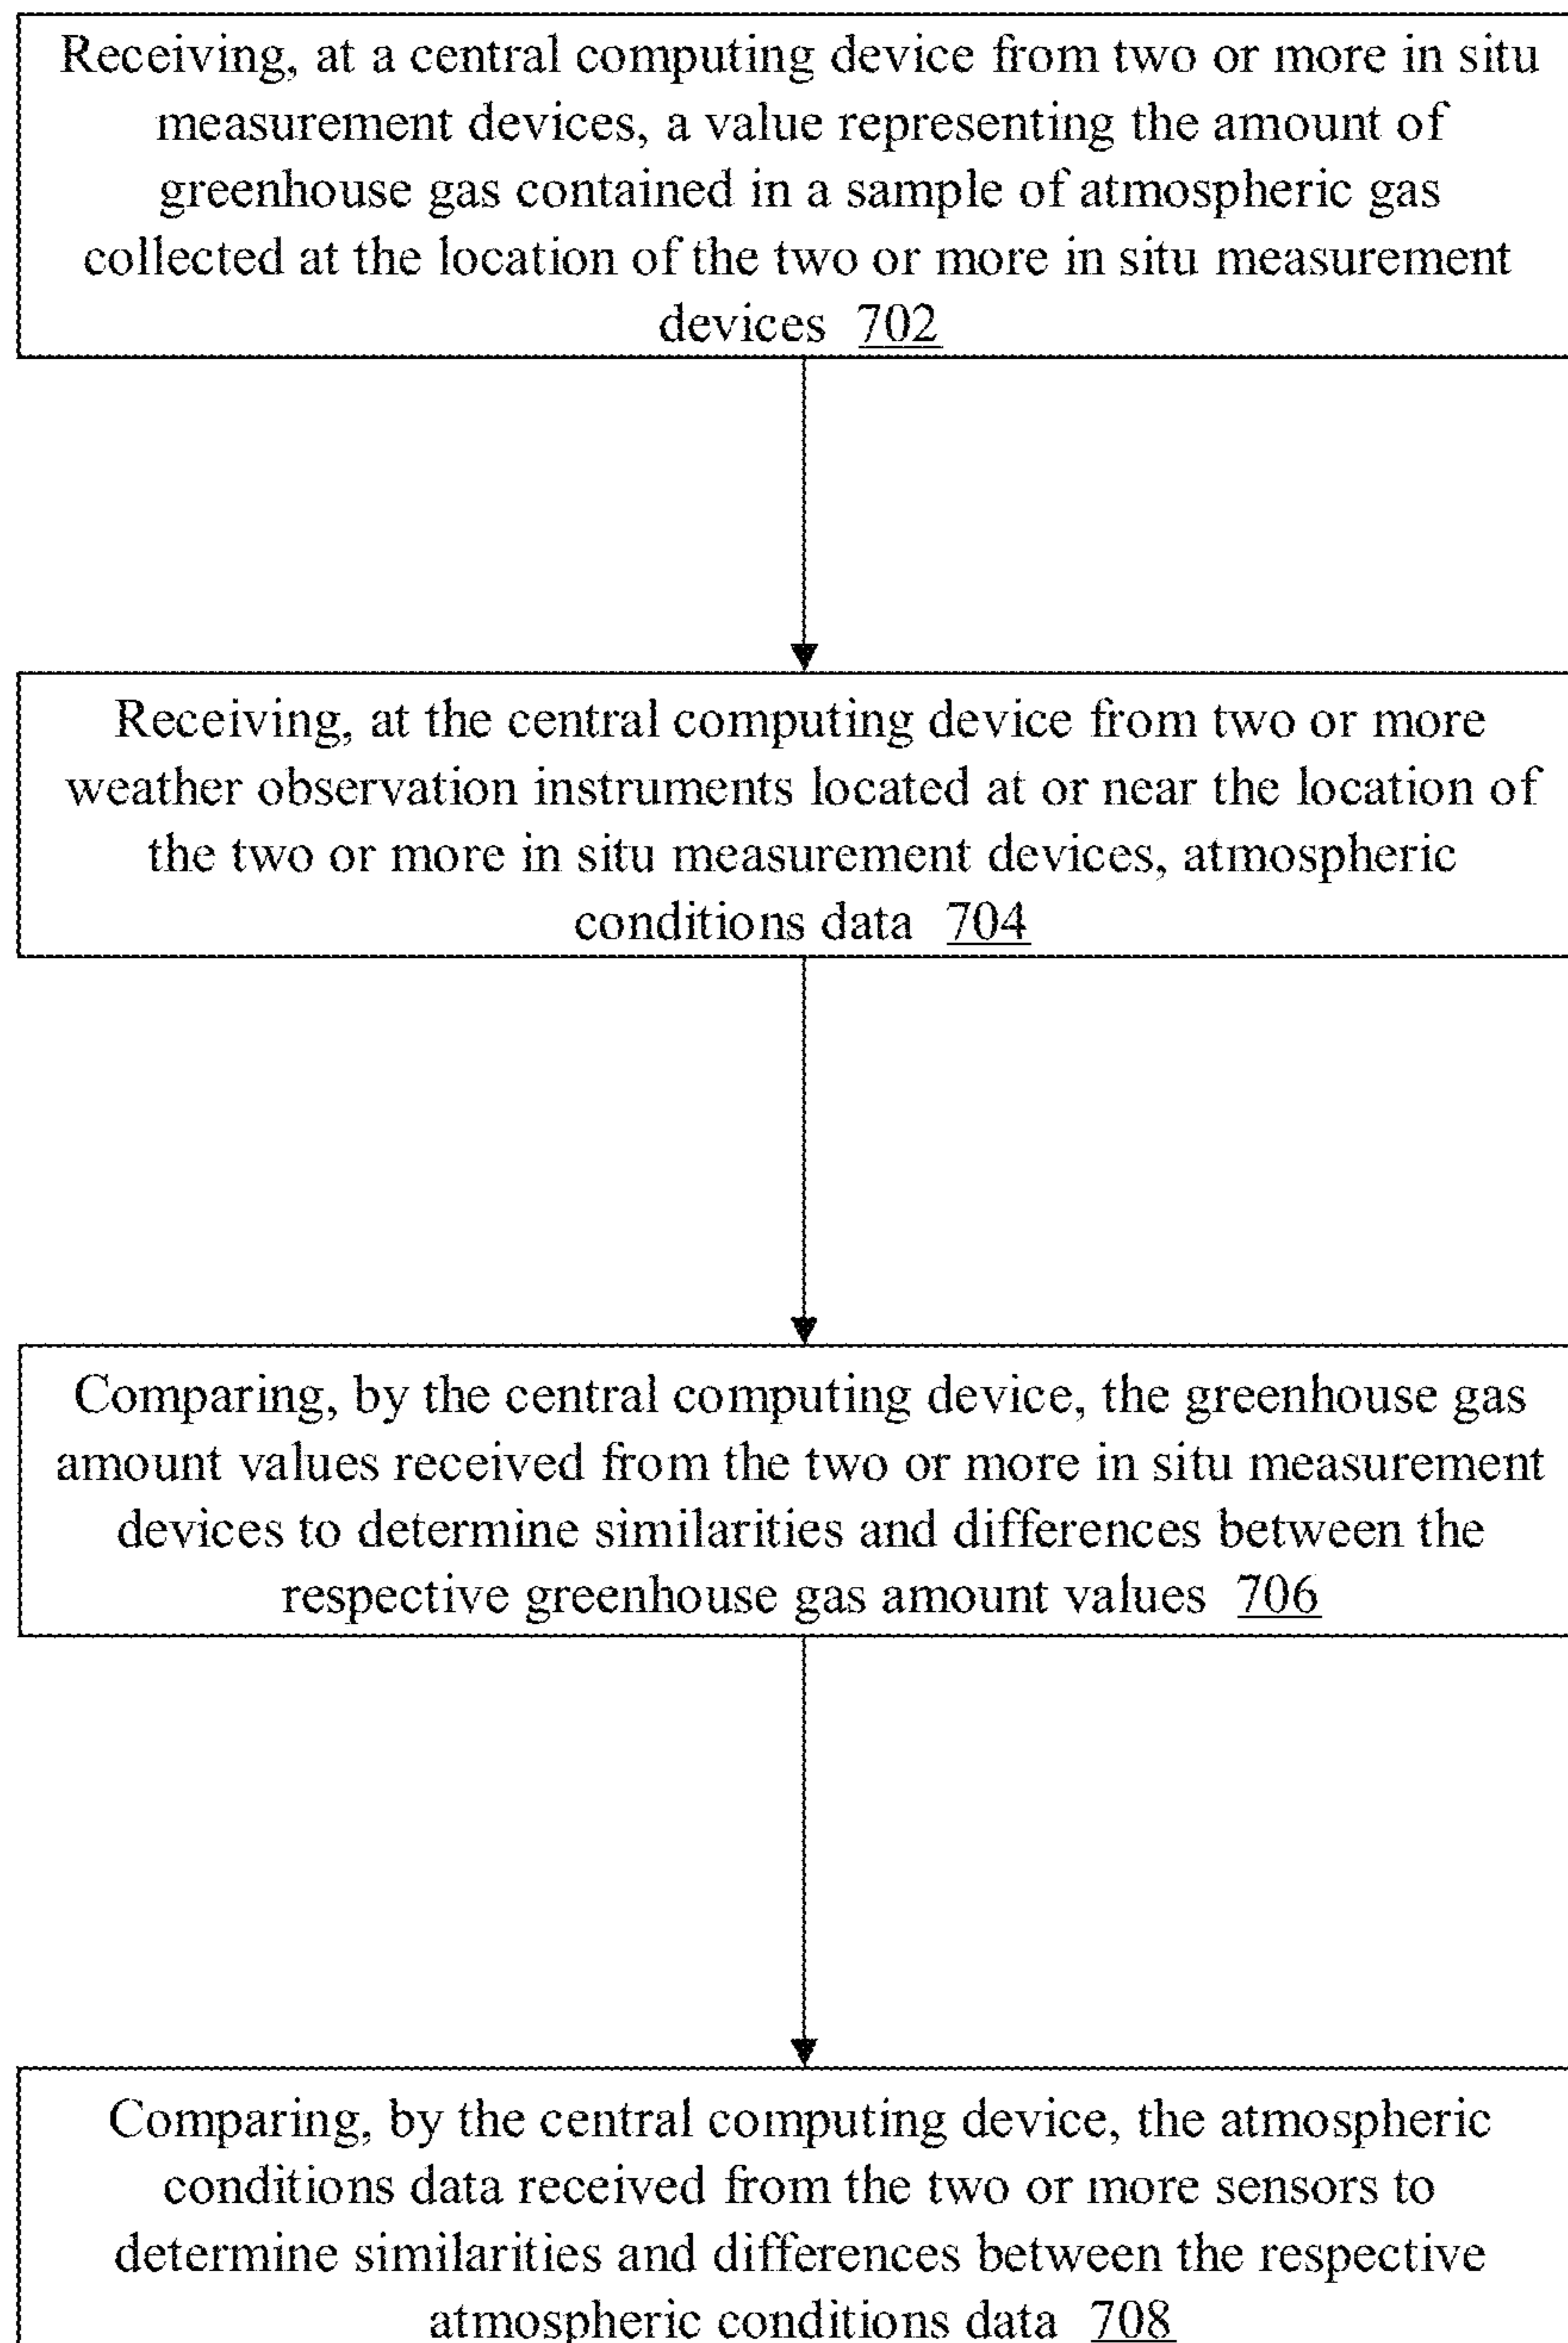 Receiving, at a central computing device from two or more in situ
measurement devices, a value representing the amount of
greenhouse gas contained in a sample of atmospheric gas
collected at the location of the two or more in situ measurement
devices 702
Receiving, at the central computing device from two or more
weather observation instruments located at or near the location of
the two or more in situ measurement devices, atmospheric
conditions data 704
Comparing, by the central computing device, the greenhouse gas
amount values received from the two or more in situ measurement
devices to determine similarities and differences between the
respective greenhouse gas amount values 706
Comparing, by the central computing device, the atmospheric
conditions data received from the two or more sensors to
determine similarities and differences between the respective
atmospheric conditions data 708